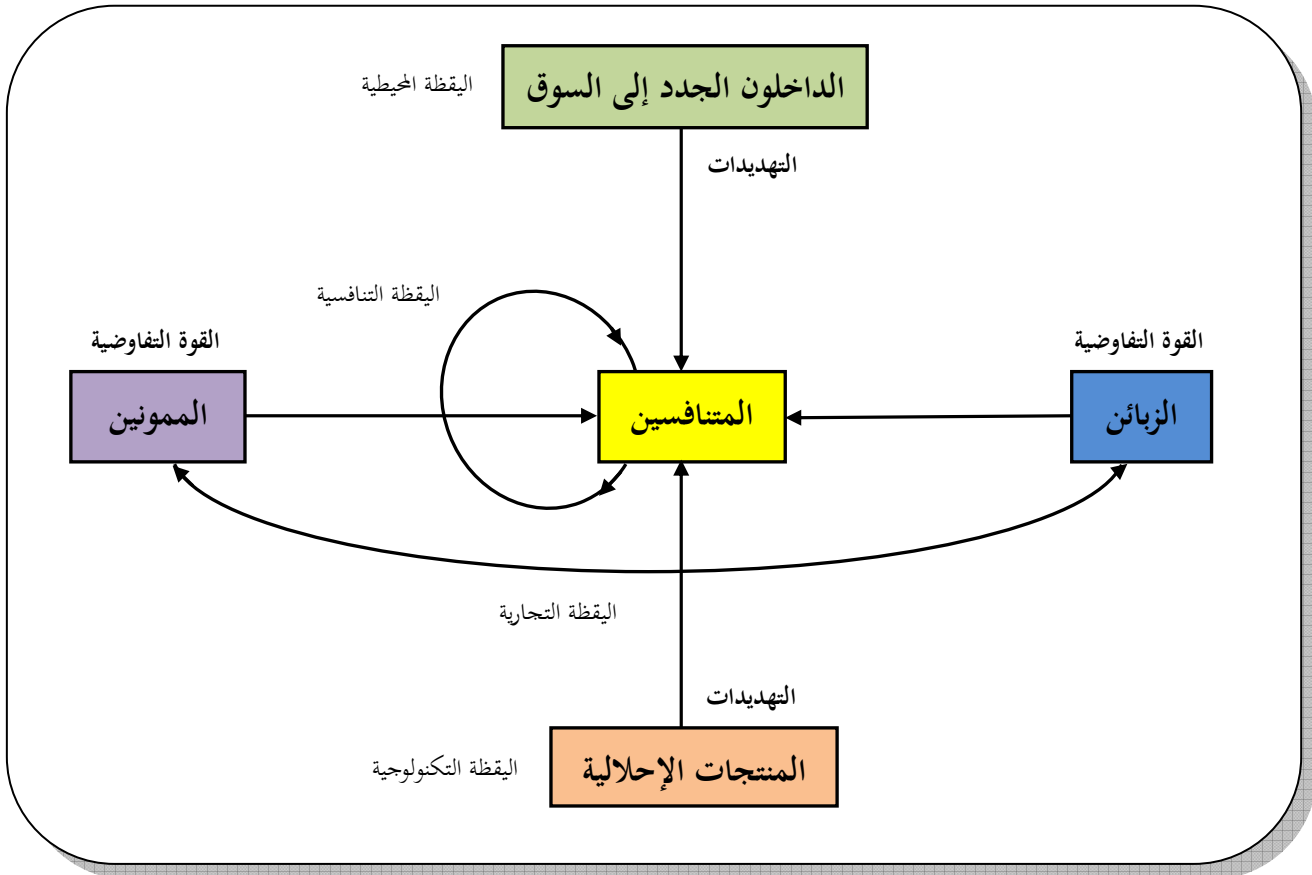 الداخلون الجدد إلى السوق
اليقظة المحيطية
التهديدات
اليقظة التنافسية
القوة التفاوضية
القوة التفاوضية
الزبائن
المتنافسين
الممونين
اليقظة التجارية
التهديدات
المنتجات الإحلالية
اليقظة التكنولوجية